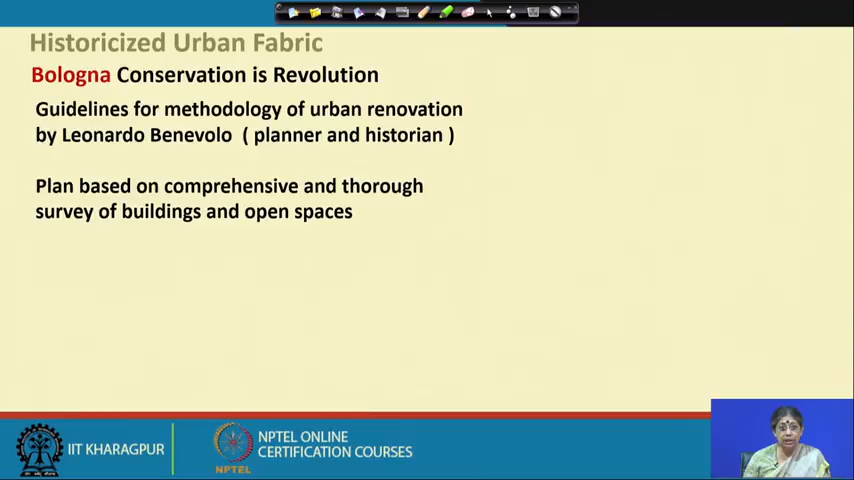 Historicized Urban Fabric
Bologna Conservation is Revolution
Guidelines for methodology of urban renovation
by Leonardo Benevolo ( planner and historian )
Plan based on comprehensive and thorough
survey of buildings and open spaces
IIT KHARAGPUR
NPTEL
NPTEL ONLINE
CERTIFICATION COURSES